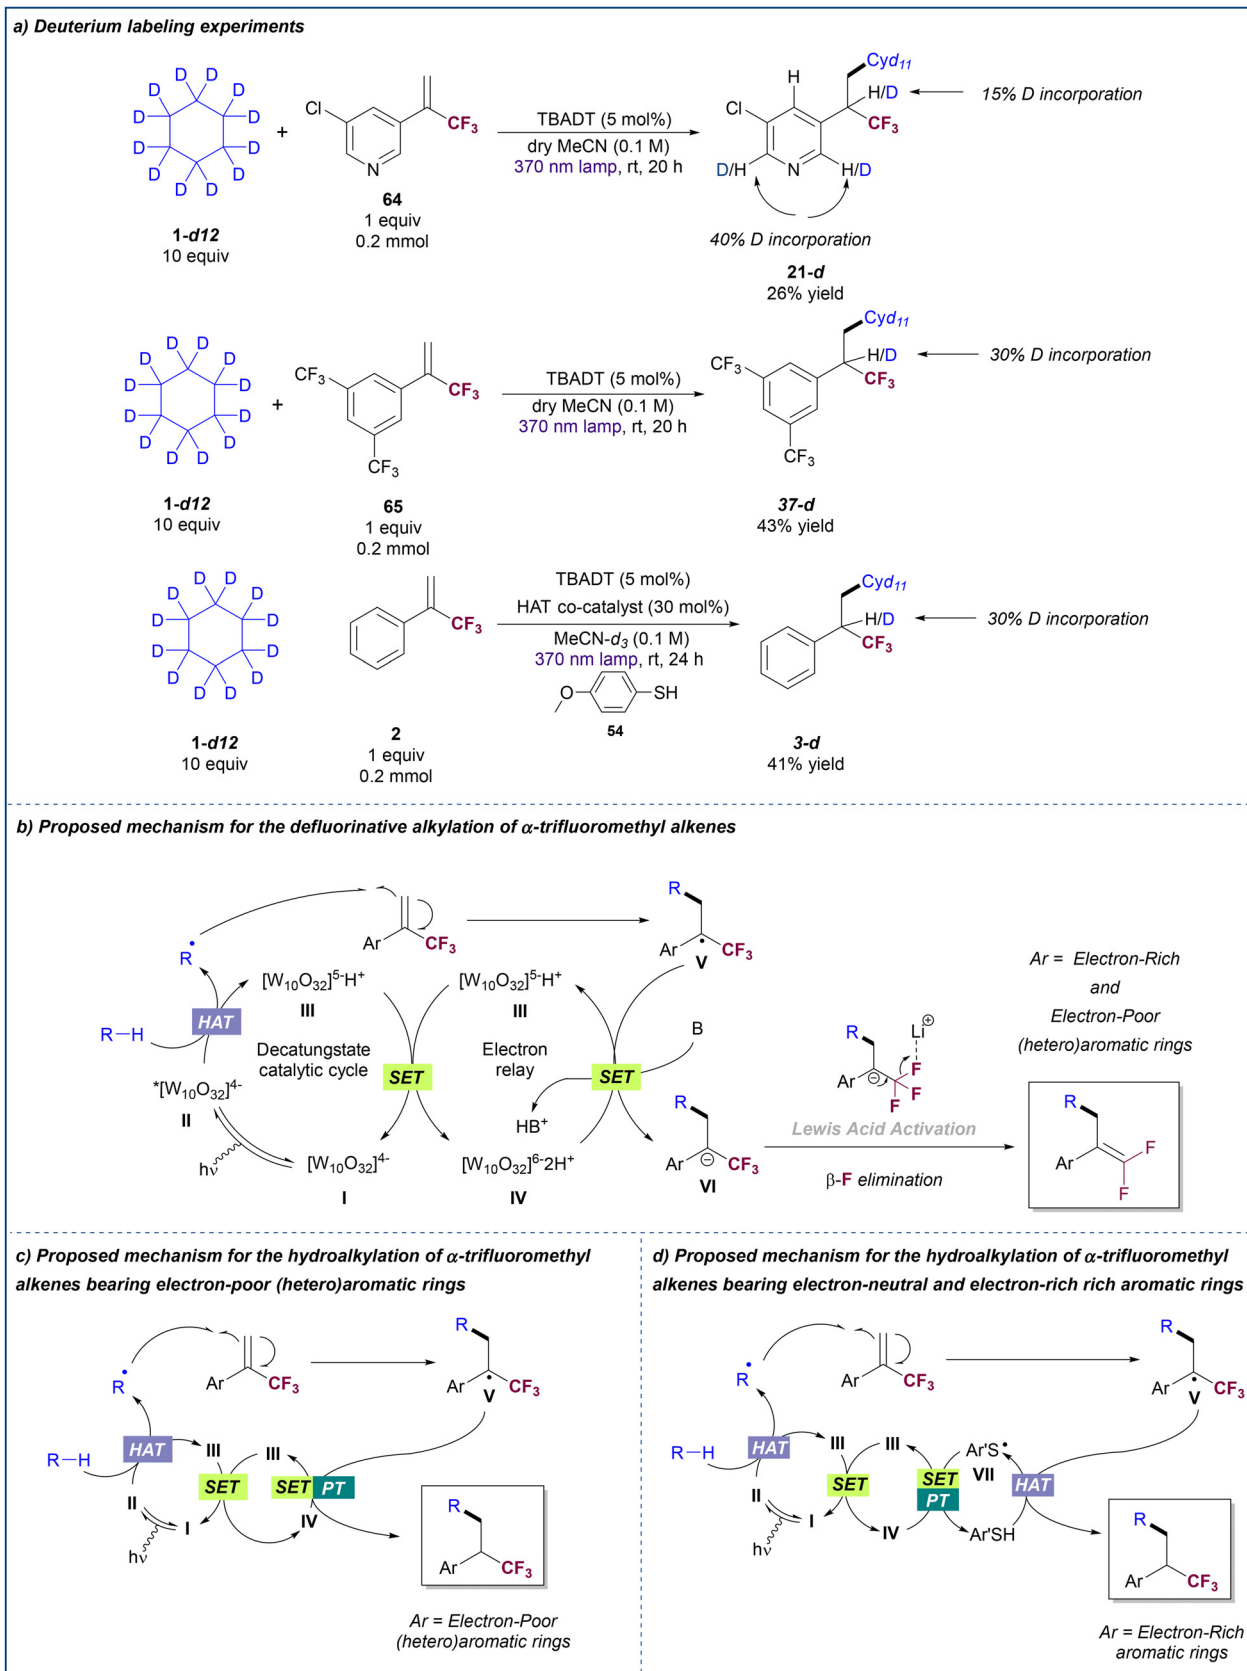 a) Deuterium labeling experiments
D D D D D D D D D D D D
1-d12
10 equiv
+
Cl
N
CF3
64
1 equiv
0.2 mmol
TBADT (5 mol%)
dry MeCN (0.1 M)
370 nm lamp, rt, 20 h
H
Cyd11
Cl
H/D
CF3
D/H
N
H/D
15% D incorporation
40% D incorporation
21-d
26% yield
D D D D D D D D D D D D
1-d12
10 equiv
+
CF3
CF3
CF3
65
1 equiv
0.2 mmol
TBADT (5 mol%)
dry MeCN (0.1 M)
370 nm lamp, rt, 20 h
Cyd11
CF3
H/D
CF3
CF3
30% D incorporation
37-d
43% yield
D D D D D D D D D D D D
1-d12
10 equiv
CF3
2
1 equiv
0.2 mmol
TBADT (5 mol%)
HAT co-catalyst (30 mol%)
MeCN-d3 (0.1 M)
370 nm lamp, rt, 24 h
O
SH
54
Cyd11
H/D
CF3
30% D incorporation
3-d
41% yield
b) Proposed mechanism for the defluorinative alkylation of α-trifluoromethyl alkenes
R•
Ar
CF3
R
Ar
•
CF3
V
R–H
HAT
[W10O32]5-H+
III
[W10O32]5-H+
III
Decatungstate
catalytic cycle
SET
Electron
relay
SET
B
HB+
*[W10O32]4-
II
hν
[W10O32]4-
I
[W10O32]6-2H+
IV
R
Ar
⊖
CF3
VI
R
Li⊕
Ar
⊖
F
F
F
Lewis Acid Activation
β-F elimination
Ar = Electron-Rich
and
Electron-Poor
(hetero)aromatic rings
R
Ar
F
F
c) Proposed mechanism for the hydroalkylation of α-trifluoromethyl
alkenes bearing electron-poor (hetero)aromatic rings
R•
Ar
CF3
R
Ar
•
CF3
V
R–H
HAT
III
III
SET
SET PT
II
I
IV
hν
R
Ar
CF3
Ar = Electron-Poor
(hetero)aromatic rings
d) Proposed mechanism for the hydroalkylation of α-trifluoromethyl
alkenes bearing electron-neutral and electron-rich rich aromatic rings
R•
Ar
CF3
R
Ar
•
CF3
V
R–H
HAT
III
III
Ar'S•
VII
SET
SET
PT
HAT
II
I
IV
Ar'SH
hν
R
Ar
CF3
Ar = Electron-Rich
aromatic rings